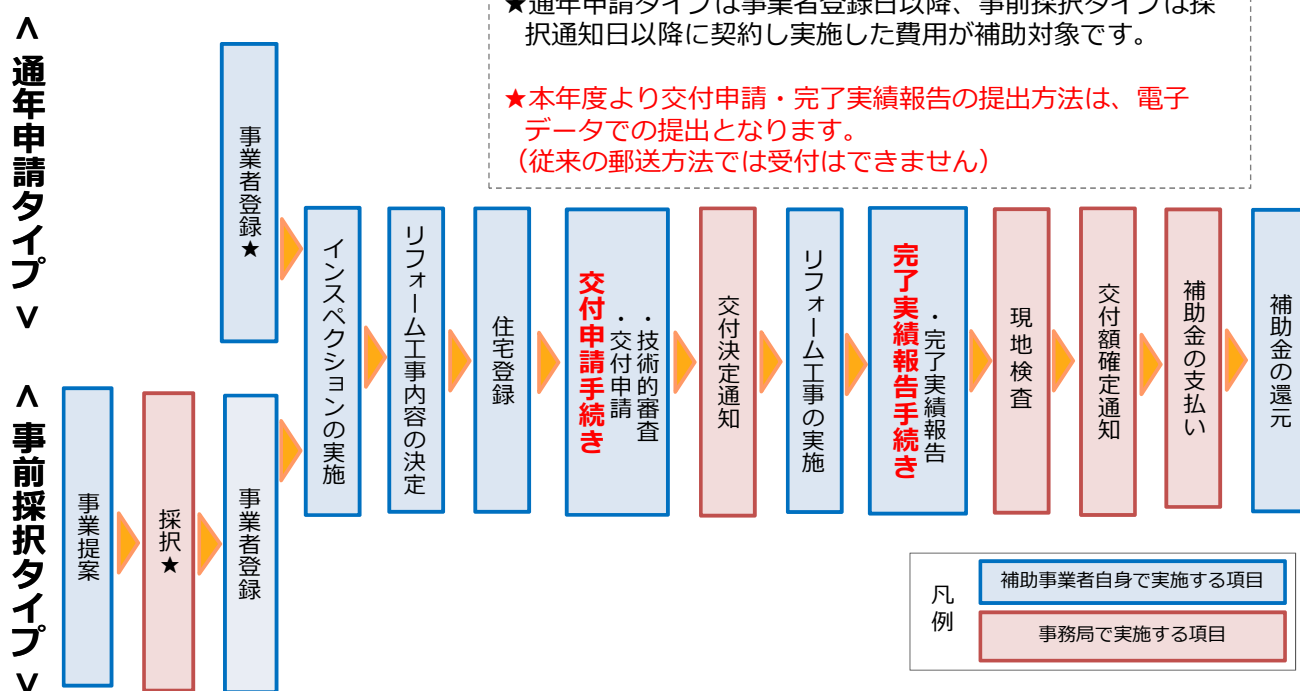 ★通年申請タイプは事業者登録日以降、事前採択タイプは採
択通知日以降に契約し実施した費用が補助対象です。
★本年度より交付申請・完了実績報告の提出方法は、電子
データでの提出となります。
（従来の郵送方法では受付はできません）
＜通年申請タイプ＞
事業者登録★
＜事前採択タイプ＞
事業提案
採択★
事業者登録
インスペクションの実施
リフォーム工事内容の決定
住宅登録
・技術的審査
・交付申請
交付申請手続き
交付決定通知
リフォーム工事の実施
・完了実績報告
完了実績報告手続き
現地検査
交付額確定通知
補助金の支払い
補助金の還元
凡例
補助事業者自身で実施する項目
事務局で実施する項目